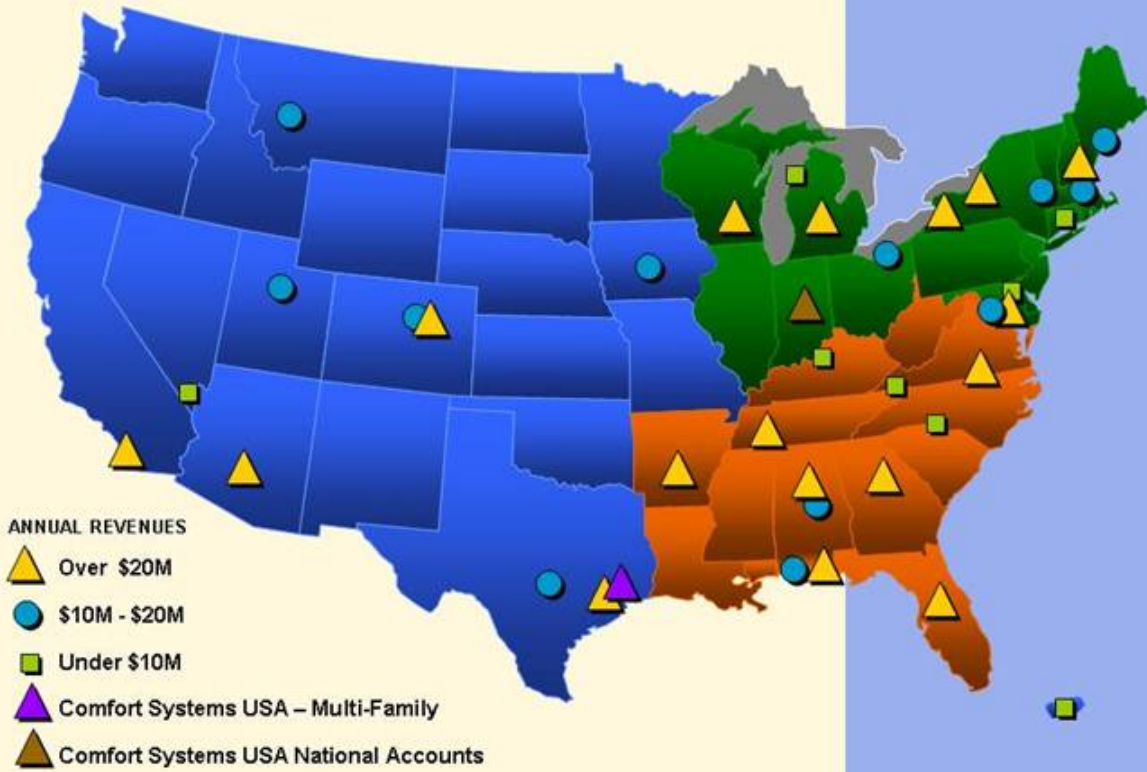 ANNUAL REVENUES
Over $20M
$10M - $20M
Under $10M
Comfort Systems USA – Multi-Family
Comfort Systems USA National Accounts